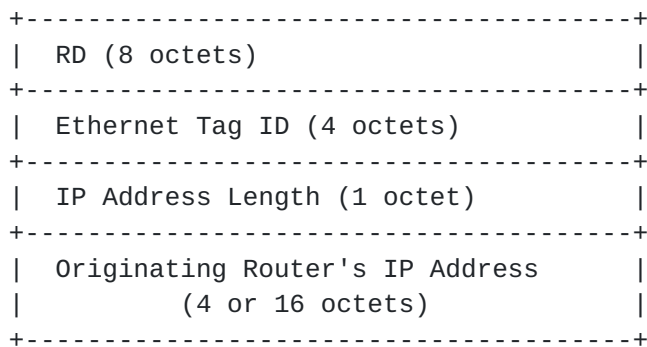 +---------------------------------------+
|  RD (8 octets)                        |
+---------------------------------------+
|  Ethernet Tag ID (4 octets)           |
+---------------------------------------+
|  IP Address Length (1 octet)          |
+---------------------------------------+
|  Originating Router's IP Address      |
|          (4 or 16 octets)             |
+---------------------------------------+